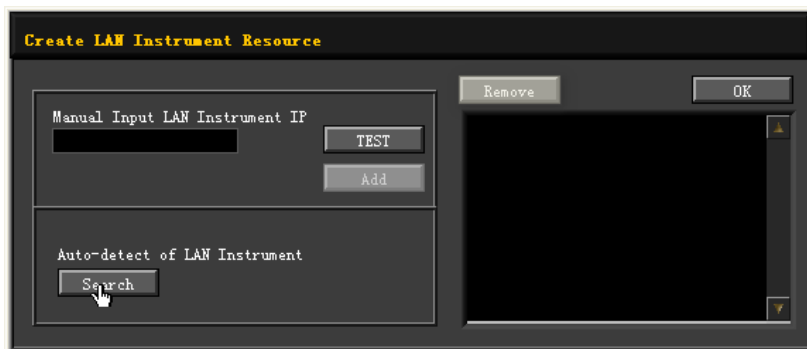 Create LAN Instrument Resource
Remove
OK
Manual Input LAN Instrument IP
TEST
Add
Auto-detect of LAN Instrument
Search